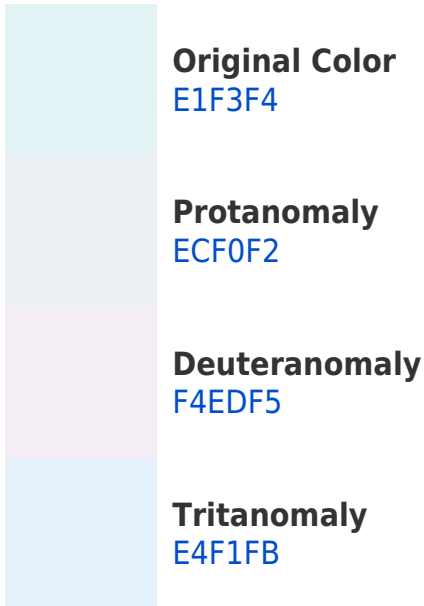 Original Color
E1F3F4
Protanomaly
ECF0F2
Deuteranomaly
F4EDF5
Tritanomaly
E4F1FB